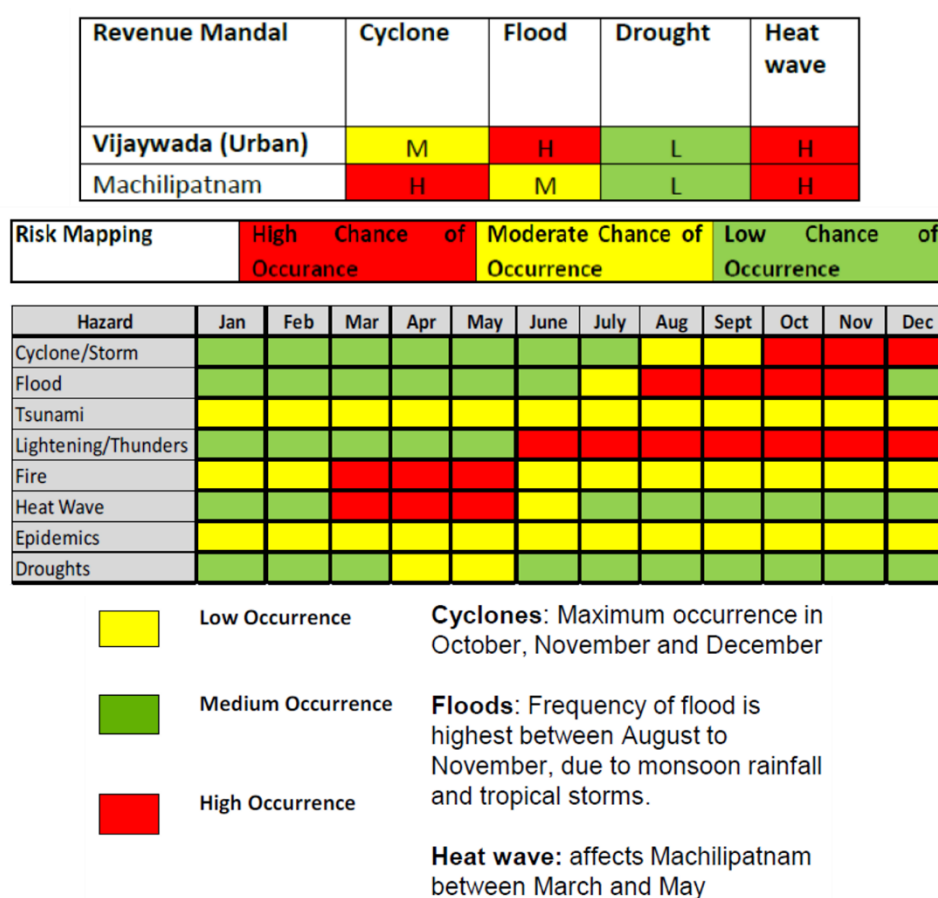 Revenue Mandal Cyclone Flood Drought Heat wave
Vijaywada (Urban) M H L H
Machilipatnam H M L H
Risk Mapping High Chance of Occurance Moderate Chance of Occurrence Low Chance of Occurrence
Hazard Jan Feb Mar Apr May June July Aug Sept Oct Nov Dec
Cyclone/Storm
Flood
Tsunami
Lightening/Thunders
Fire
Heat Wave
Epidemics
Droughts
Low Occurrence
Medium Occurrence
High Occurrence
Cyclones: Maximum occurrence in
October, November and December
Floods: Frequency of flood is
highest between August to
November, due to monsoon rainfall
and tropical storms.
Heat wave: affects Machilipatnam
between March and May